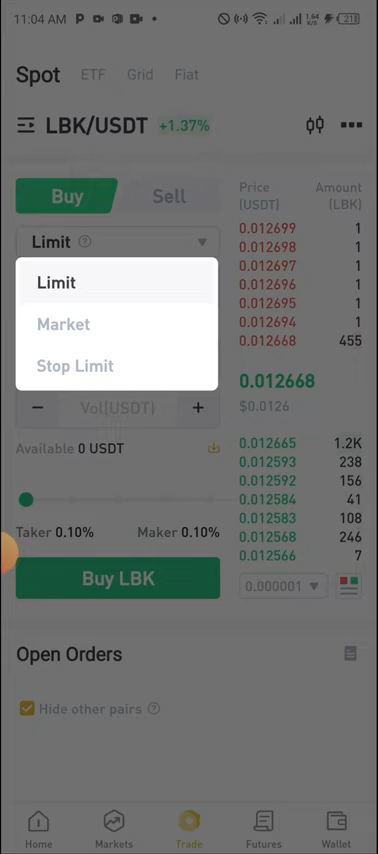 11:04 AM P 1.64 K/s 21
Spot ETF Grid Fiat
LBK/USDT +1.37%
Buy Sell
Price (USDT) Amount (LBK)
Limit
Limit
Market
Stop Limit
0.012699 1
0.012698 1
0.012697 1
0.012696 1
0.012695 1
0.012694 1
0.012668 455
0.012668
$0.0126
− Vol(USDT) +
Available 0 USDT
0.012665 1.2K
0.012593 238
0.012592 156
0.012584 41
0.012583 108
0.012568 246
0.012566 7
Taker 0.10% Maker 0.10%
Buy LBK
0.000001
Open Orders
Hide other pairs
Home Markets Trade Futures Wallet